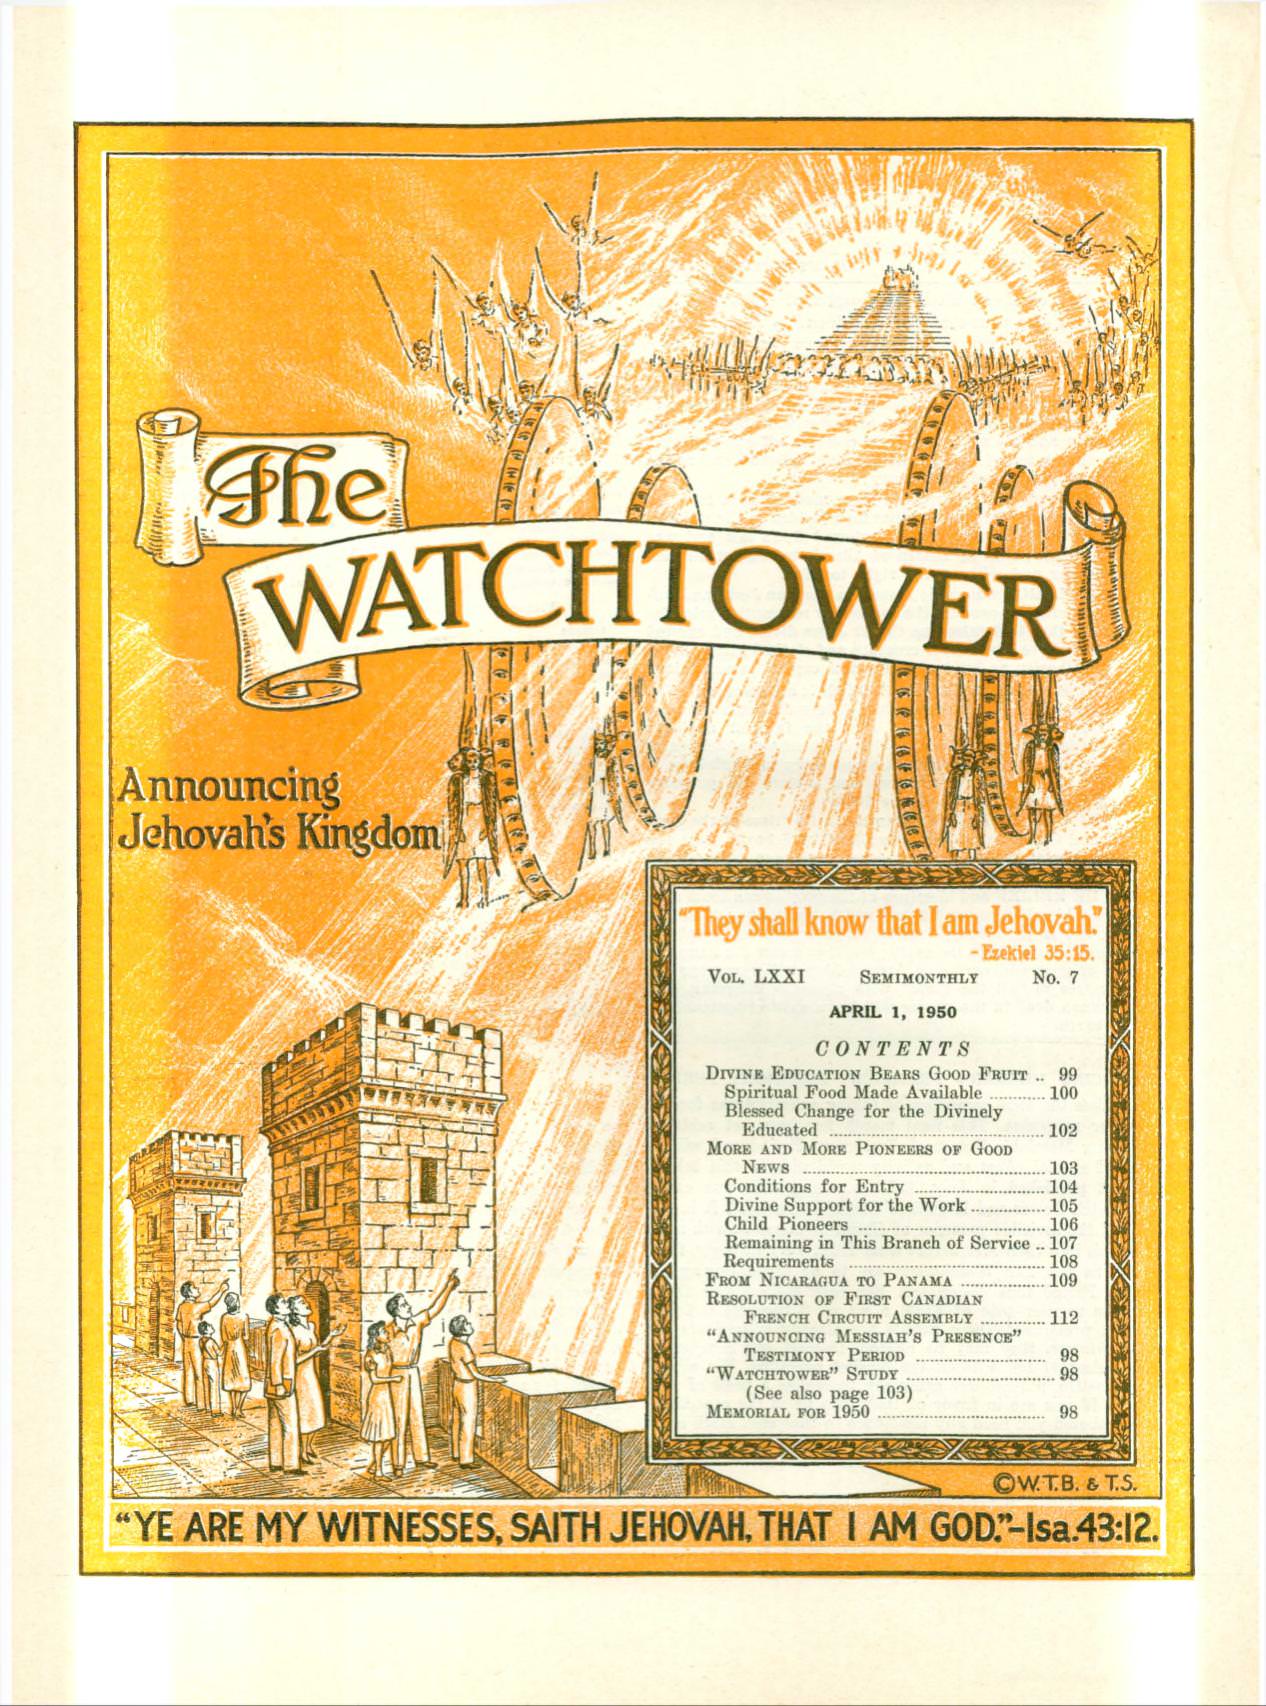 The
WATCHTOWER
Announcing
Jehovah's Kingdom
"They shall know that I am Jehovah."
- Ezekiel 35:15.
VOL. LXXI SEMIMONTHLY No. 7
APRIL 1, 1950
CONTENTS
DIVINE EDUCATION BEARS GOOD FRUIT .. 99
Spiritual Food Made Available ........... 100
Blessed Change for the Divinely
Educated ........................................... 102
MORE AND MORE PIONEERS OF GOOD
NEWS ................................................ 103
Conditions for Entry .......................... 104
Divine Support for the Work ............... 105
Child Pioneers ..................................... 106
Remaining in This Branch of Service .. 107
Requirements ....................................... 108
FROM NICARAGUA TO PANAMA ................. 109
RESOLUTION OF FIRST CANADIAN
FRENCH CIRCUIT ASSEMBLY ............. 112
"ANNOUNCING MESSIAH'S PRESENCE"
TESTIMONY PERIOD .......................... 98
"WATCHTOWER" STUDY .............................. 98
(See also page 103)
MEMORIAL FOR 1950 .................................. 98
©W.T.B. & T.S.
"YE ARE MY WITNESSES, SAITH JEHOVAH, THAT I AM GOD."-Isa.43:12.